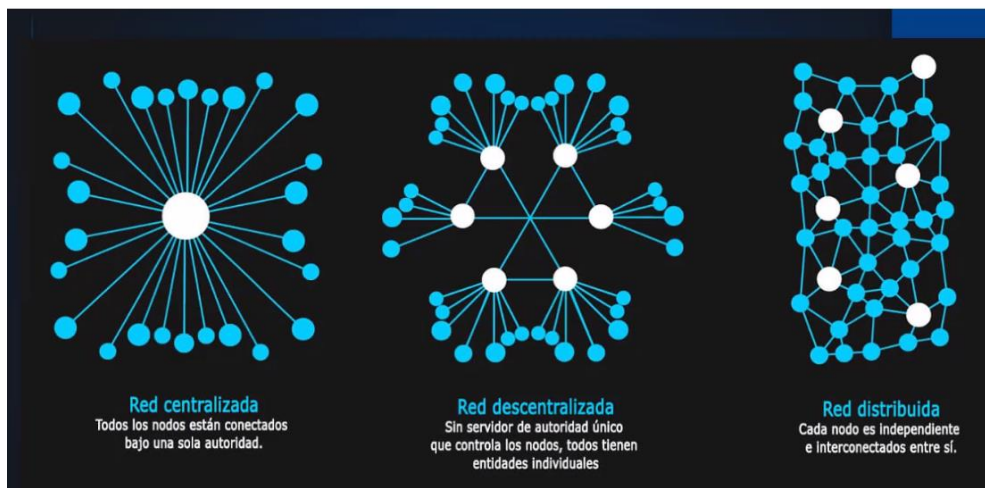 Red centralizada
Todos los nodos están conectados
bajo una sola autoridad.
Red descentralizada
Sin servidor de autoridad único
que controla los nodos, todos tienen
entidades individuales
Red distribuida
Cada nodo es independiente
e interconectados entre sí.